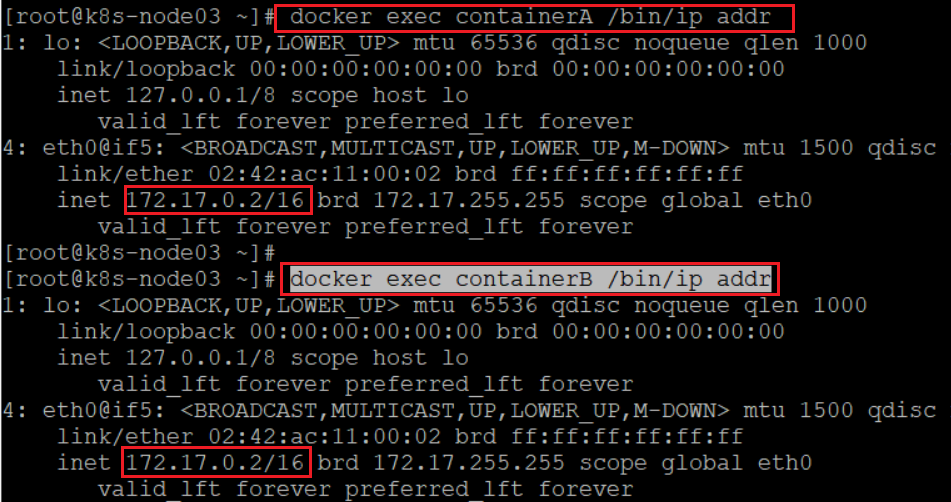 [root@k8s-node03 ~]# docker exec containerA /bin/ip addr
1: lo: <LOOPBACK,UP,LOWER_UP> mtu 65536 qdisc noqueue qlen 1000
    link/loopback 00:00:00:00:00:00 brd 00:00:00:00:00:00
    inet 127.0.0.1/8 scope host lo
       valid_lft forever preferred_lft forever
4: eth0@if5: <BROADCAST,MULTICAST,UP,LOWER_UP,M-DOWN> mtu 1500 qdisc
    link/ether 02:42:ac:11:00:02 brd ff:ff:ff:ff:ff:ff
    inet 172.17.0.2/16 brd 172.17.255.255 scope global eth0
       valid_lft forever preferred_lft forever
[root@k8s-node03 ~]#
[root@k8s-node03 ~]# docker exec containerB /bin/ip addr
1: lo: <LOOPBACK,UP,LOWER_UP> mtu 65536 qdisc noqueue qlen 1000
    link/loopback 00:00:00:00:00:00 brd 00:00:00:00:00:00
    inet 127.0.0.1/8 scope host lo
       valid_lft forever preferred_lft forever
4: eth0@if5: <BROADCAST,MULTICAST,UP,LOWER_UP,M-DOWN> mtu 1500 qdisc
    link/ether 02:42:ac:11:00:02 brd ff:ff:ff:ff:ff:ff
    inet 172.17.0.2/16 brd 172.17.255.255 scope global eth0
       valid_lft forever preferred_lft forever